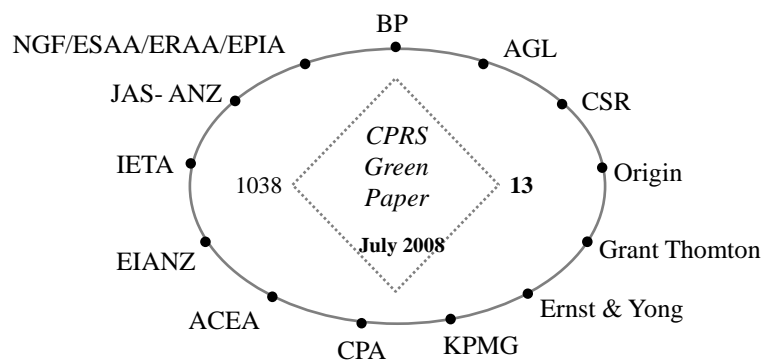 BP
NGF/ESAA/ERAA/EPIA
AGL
JAS- ANZ
CSR
CPRS
Green
Paper
IETA
1038
13
Origin
July 2008
EIANZ
Grant Thomton
ACEA
Ernst & Yong
CPA
KPMG